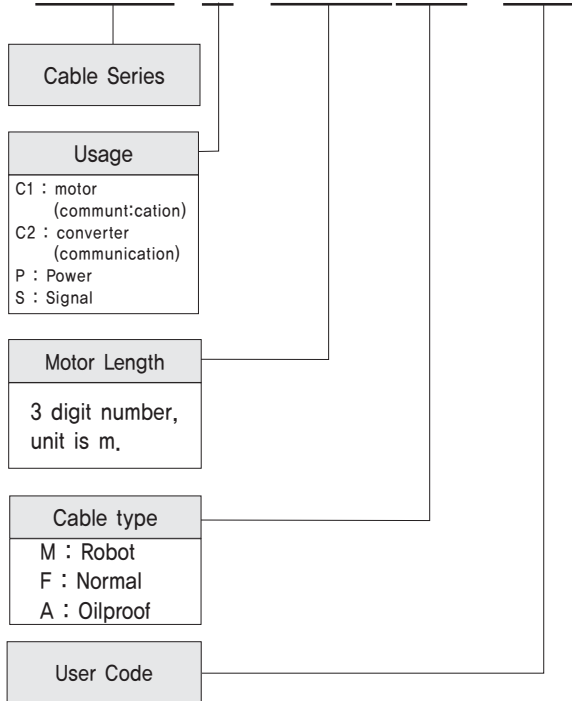 Cable Series
Usage
C1 : motor
(communt:cation)
C2 : converter
(communication)
P : Power
S : Signal
Motor Length
3 digit number,
unit is m.
Cable type
M : Robot
F : Normal
A : Oilproof
User Code